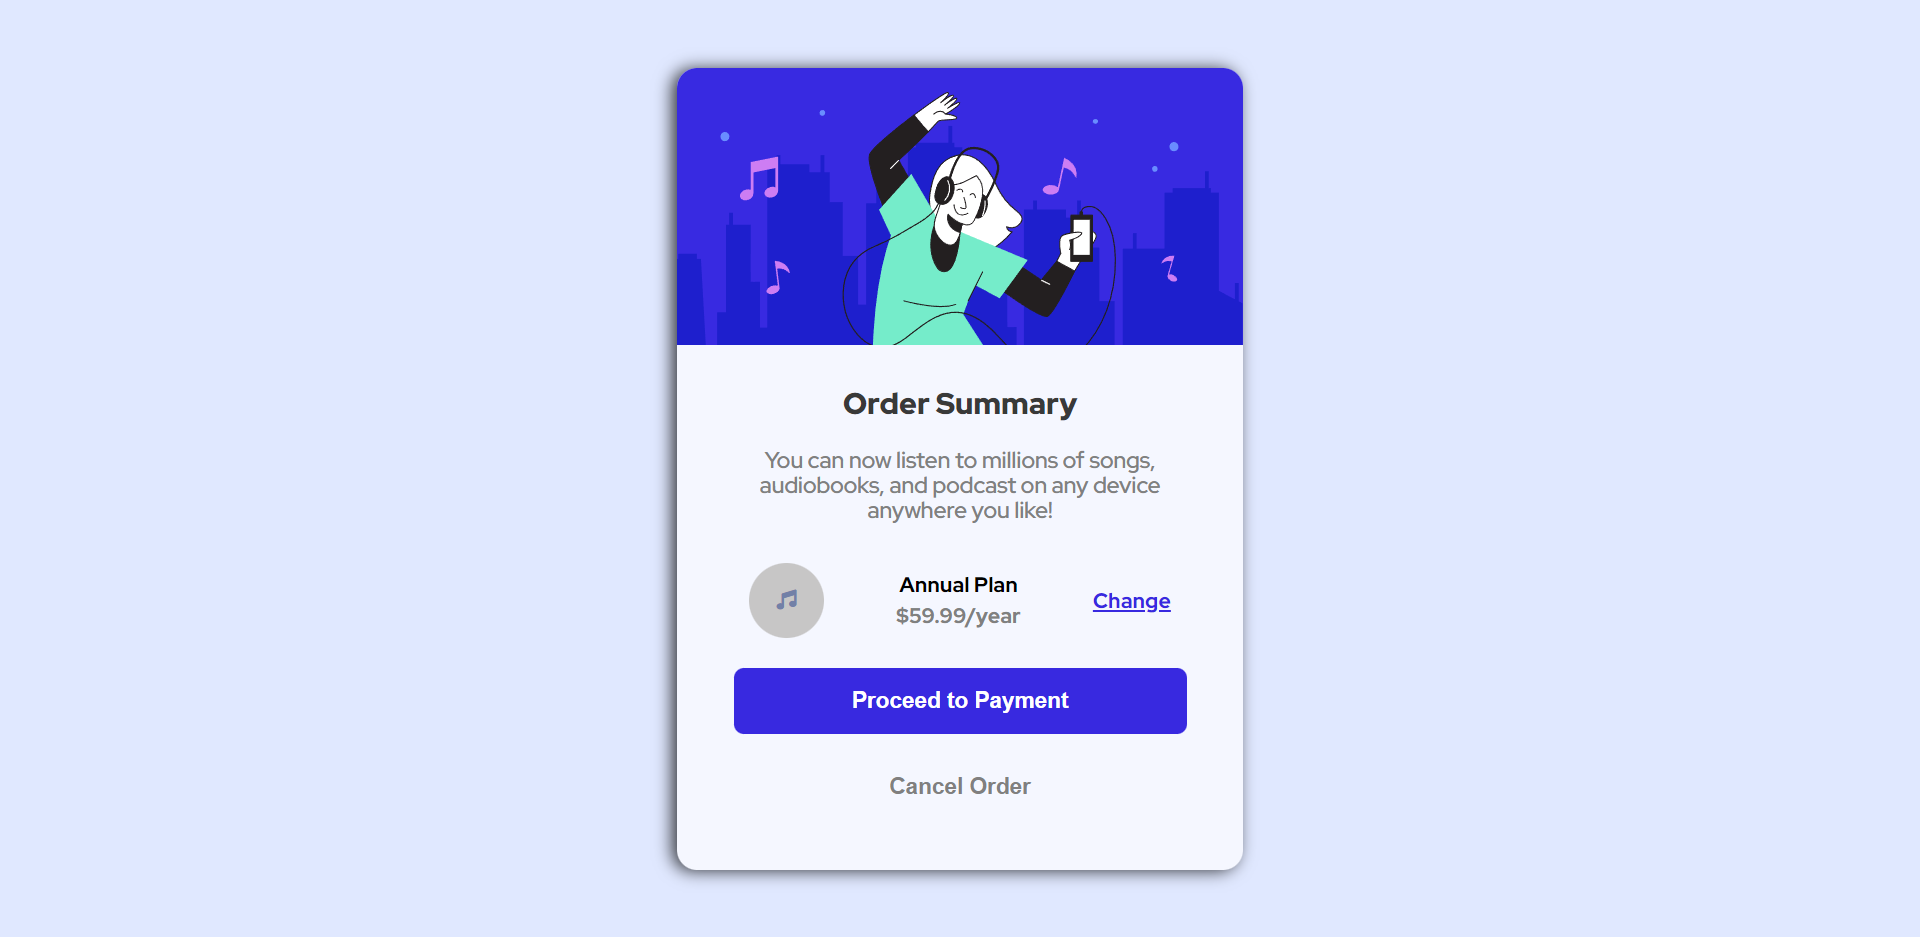 Order Summary
You can now listen to millions of songs,
audiobooks, and podcast on any device
anywhere you like!
Annual Plan
$59.99/year
Change
Proceed to Payment
Cancel Order